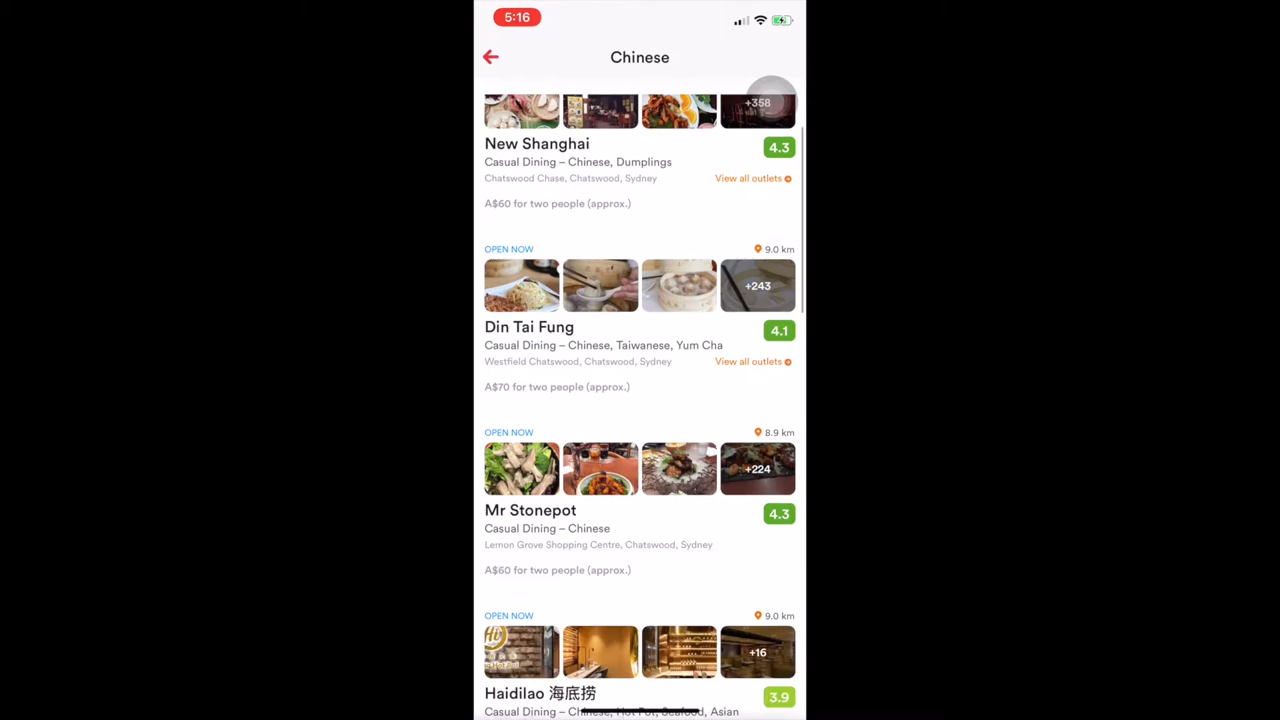 5:16
Chinese
+358
New Shanghai
4.3
Casual Dining – Chinese, Dumplings
Chatswood Chase, Chatswood, Sydney
View all outlets
A$60 for two people (approx.)
OPEN NOW
9.0 km
+243
Din Tai Fung
4.1
Casual Dining – Chinese, Taiwanese, Yum Cha
Westfield Chatswood, Chatswood, Sydney
View all outlets
A$70 for two people (approx.)
OPEN NOW
8.9 km
+224
Mr Stonepot
4.3
Casual Dining – Chinese
Lemon Grove Shopping Centre, Chatswood, Sydney
A$60 for two people (approx.)
OPEN NOW
9.0 km
Hi
+16
Haidilao 海底捞
3.9
Casual Dining – Chinese, Hot Pot, Seafood, Asian